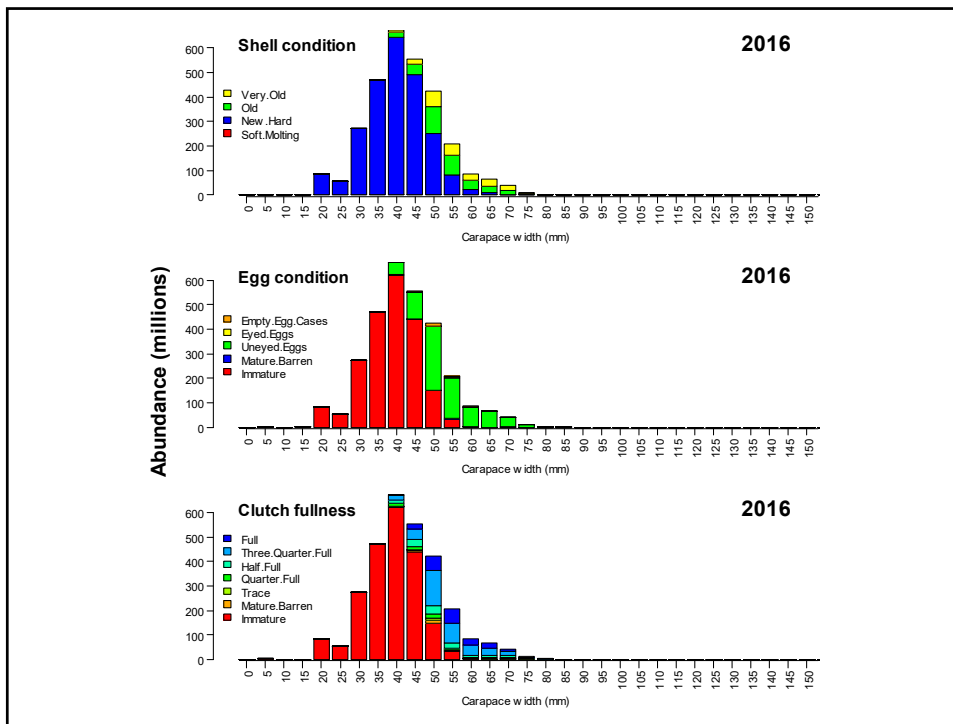 Abundance (millions)
Shell condition
2016
600
500
400
300
200
100
0
Very.Old
Old
New.Hard
Soft.Molting
0 5 10 15 20 25 30 35 40 45 50 55 60 65 70 75 80 85 90 95 100 105 110 115 120 125 130 135 140 145 150
Carapace width (mm)
Egg condition
2016
600
500
400
300
200
100
0
Empty.Egg.Cases
Eyed.Eggs
Uneyed.Eggs
Mature.Barren
Immature
0 5 10 15 20 25 30 35 40 45 50 55 60 65 70 75 80 85 90 95 100 105 110 115 120 125 130 135 140 145 150
Carapace width (mm)
Clutch fullness
2016
600
500
400
300
200
100
0
Full
Three.Quarter.Full
Half.Full
Quarter.Full
Trace
Mature.Barren
Immature
0 5 10 15 20 25 30 35 40 45 50 55 60 65 70 75 80 85 90 95 100 105 110 115 120 125 130 135 140 145 150
Carapace width (mm)